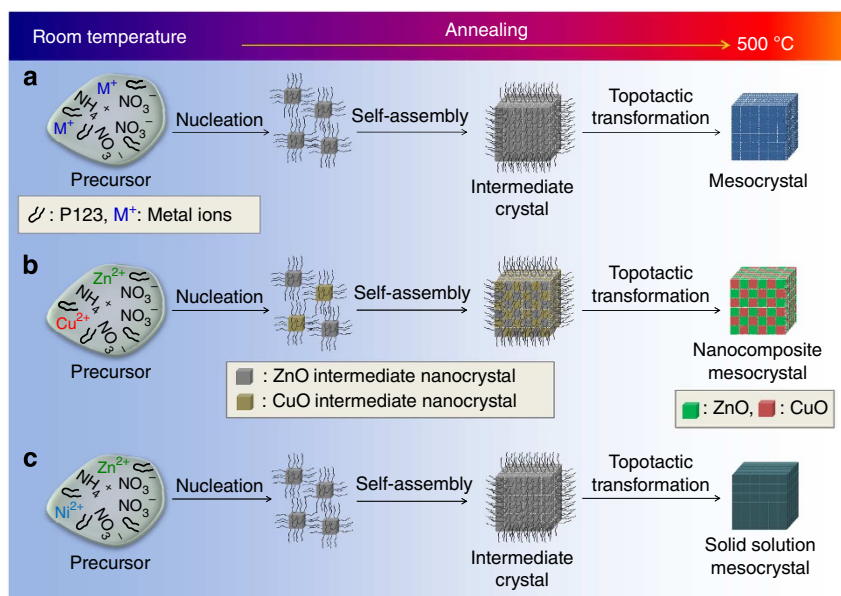 Room temperature
Annealing
500 °C
a
M⁺
NH₄⁺
NO₃⁻
M⁺
NO₃⁻
NO₃⁻
Precursor
Nucleation
Self-assembly
Intermediate
crystal
Topotactic
transformation
Mesocrystal
: P123, M⁺: Metal ions
b
Zn²⁺
NH₄⁺
NO₃⁻
Cu²⁺
NO₃⁻
NO₃⁻
Precursor
Nucleation
Self-assembly
Topotactic
transformation
Nanocomposite
mesocrystal
: ZnO intermediate nanocrystal
: CuO intermediate nanocrystal
: ZnO, : CuO
c
Zn²⁺
NH₄⁺
NO₃⁻
Ni²⁺
NO₃⁻
NO₃⁻
Precursor
Nucleation
Self-assembly
Intermediate
crystal
Topotactic
transformation
Solid solution
mesocrystal